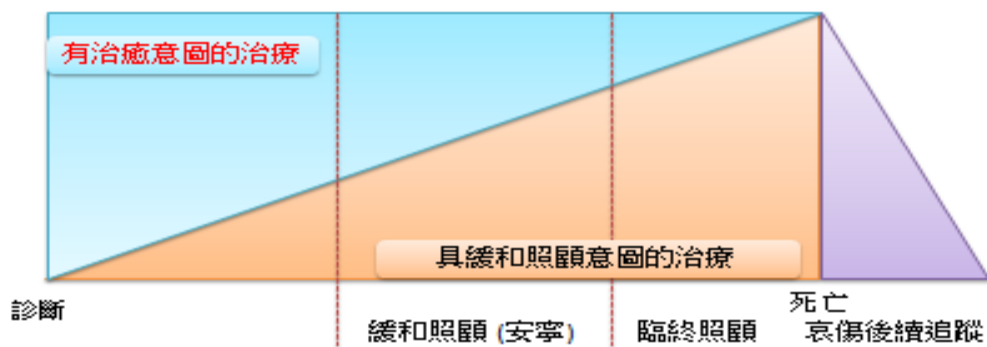 有治癒意圖的治療
具緩和照顧意圖的治療
診斷
死亡
緩和照顧 (安寧)
臨終照顧
哀傷後續追蹤